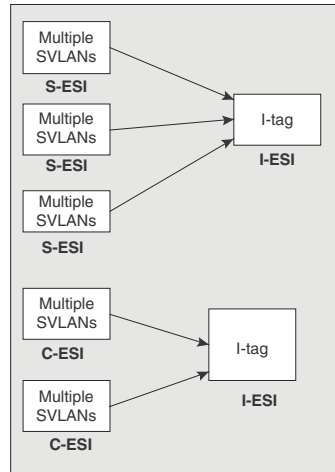 Multiple
SVLANs
S-ESI
Multiple
SVLANs
S-ESI
Multiple
SVLANs
S-ESI
I-tag
I-ESI
Multiple
SVLANs
C-ESI
Multiple
SVLANs
C-ESI
I-tag
I-ESI